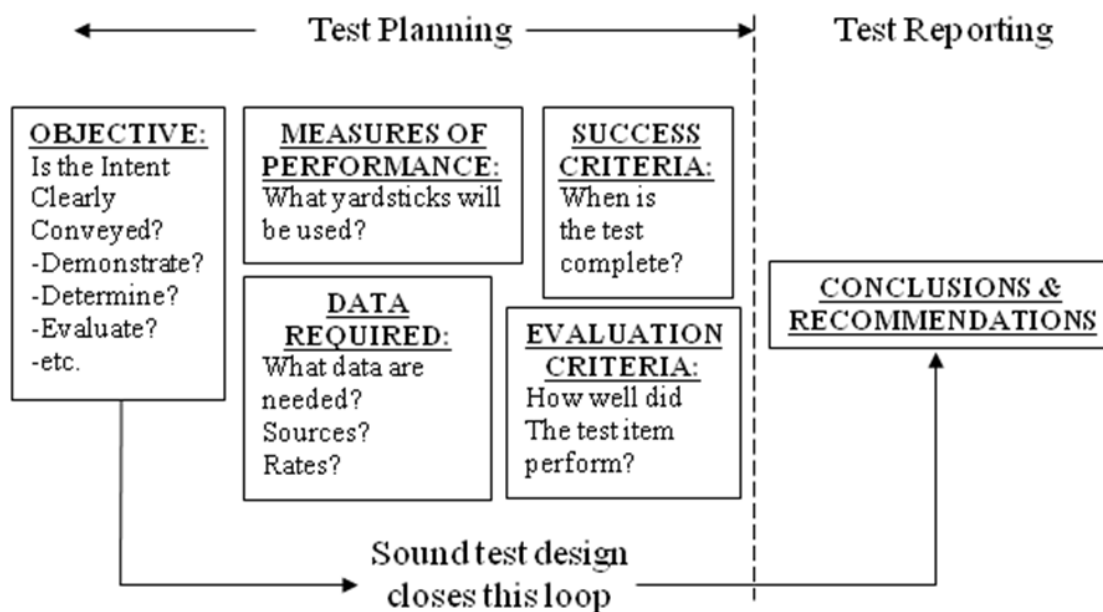 Test Planning
Test Reporting
OBJECTIVE:
Is the Intent
Clearly
Conveyed?
-Demonstrate?
-Determine?
-Evaluate?
-etc.
MEASURES OF
PERFORMANCE:
What yardsticks will
be used?
SUCCESS
CRITERIA:
When is
the test
complete?
DATA
REQUIRED:
What data are
needed?
Sources?
Rates?
EVALUATION
CRITERIA:
How well did
The test item
perform?
CONCLUSIONS &
RECOMMENDATIONS
Sound test design
closes this loop